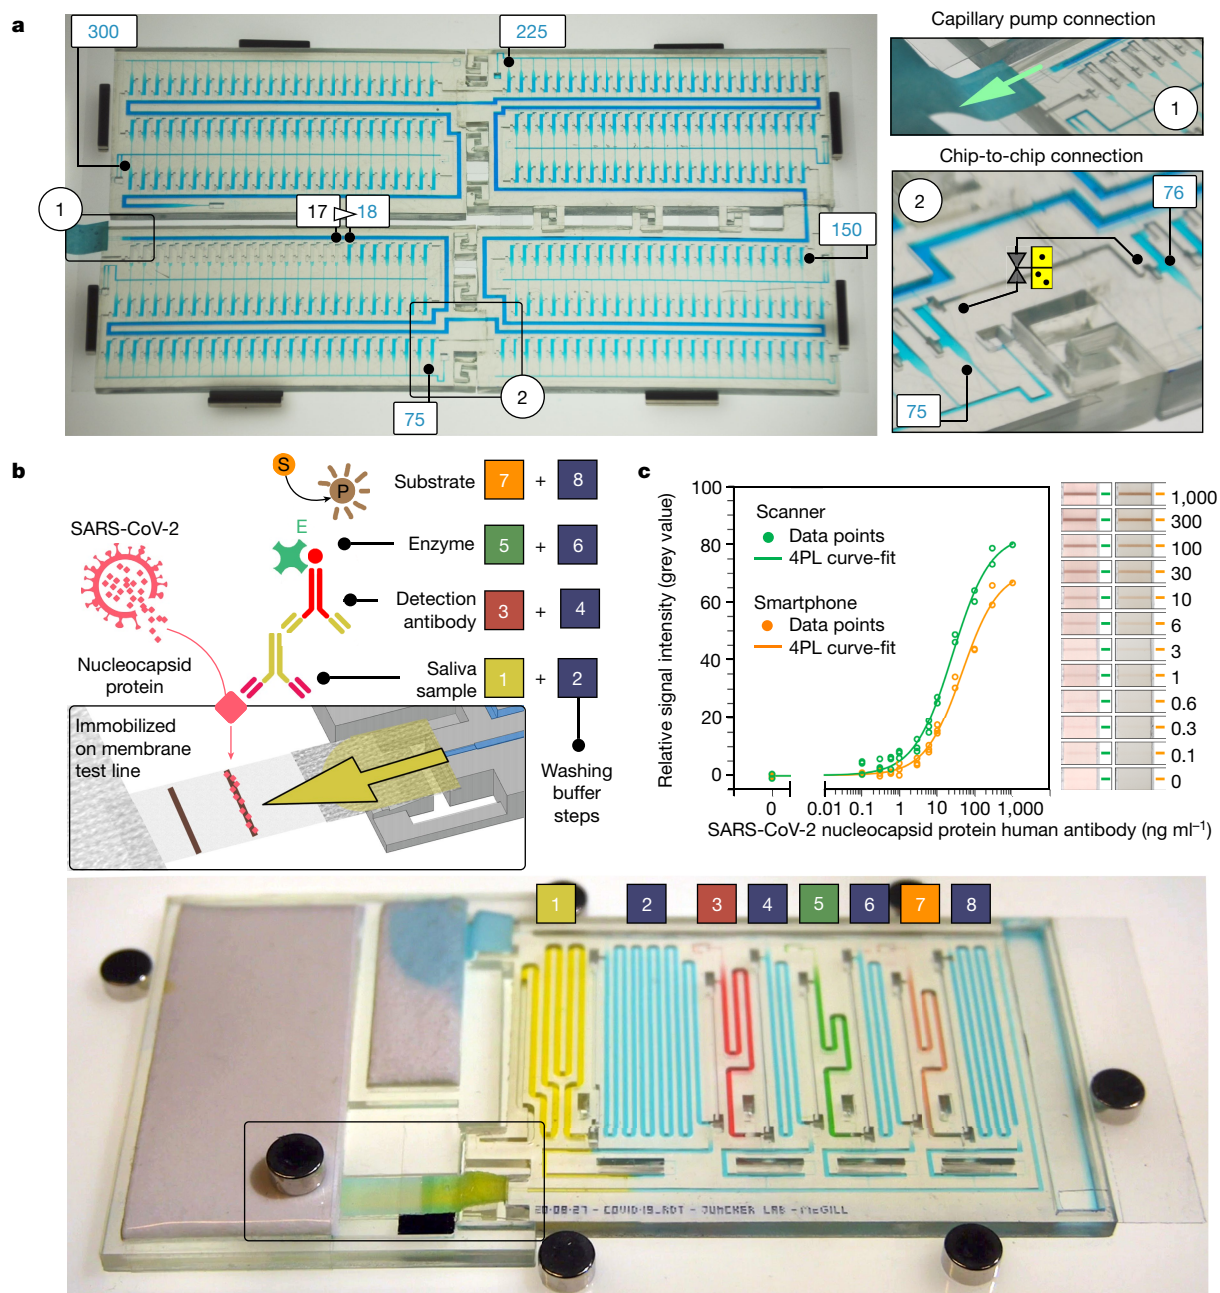 a
300
225
17
18
150
1
75
2
Capillary pump connection
1
Chip-to-chip connection
2
76
75
b
S
P
E
SARS-CoV-2
Nucleocapsid
protein
Substrate
7 + 8
Enzyme
5 + 6
Detection
antibody
3 + 4
Saliva
sample
1 + 2
Immobilized
on membrane
test line
Washing
buffer
steps
c
Relative signal intensity (grey value)
100
80
60
40
20
0
Scanner
Data points
4PL curve-fit
Smartphone
Data points
4PL curve-fit
0
0.01
0.1
1
10
100
1,000
SARS-CoV-2 nucleocapsid protein human antibody (ng ml–1)
1,000
300
100
30
10
6
3
1
0.6
0.3
0.1
0
1 2 3 4 5 6 7 8
20-08-27 - COVID-19_RDT - JUNCKER LAB - McGILL